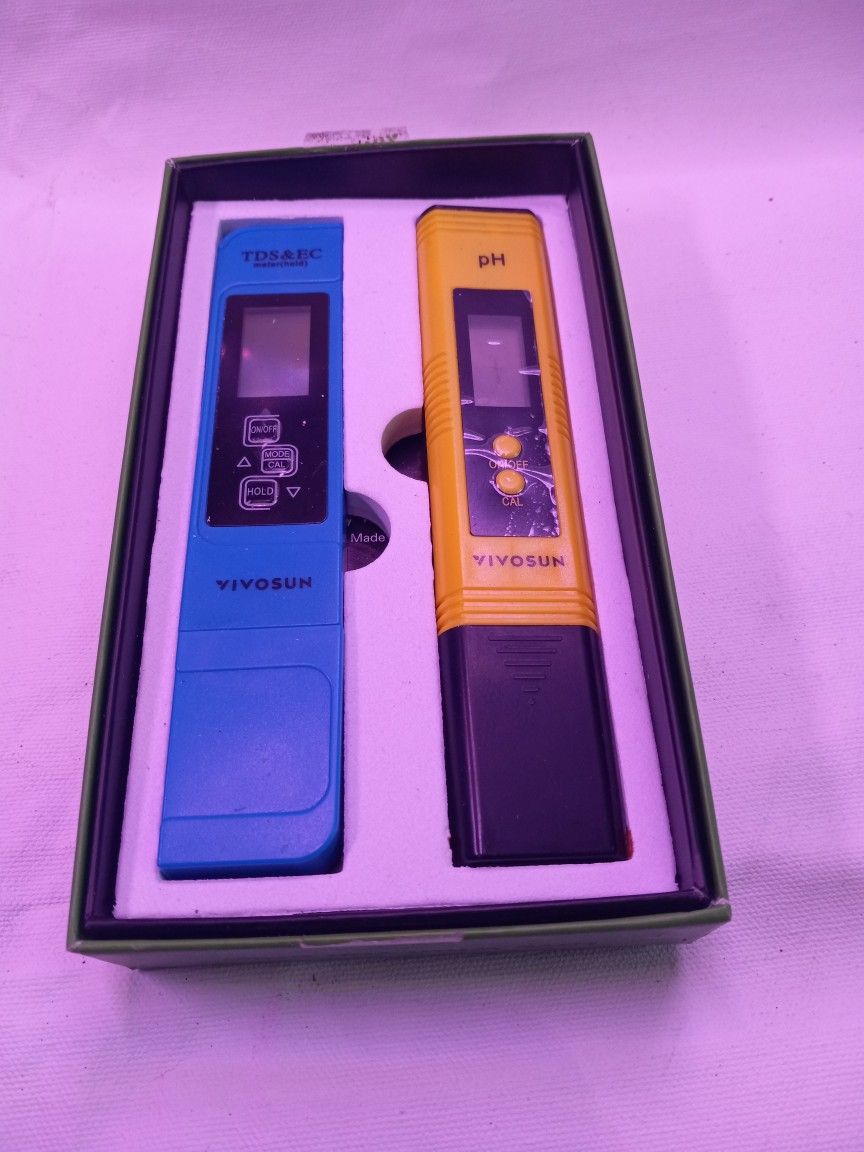 TDS&EC
meter(hold)
ON/OFF
MODE
CAL
HOLD
VIVOSUN
Made
pH
ON/OFF
CAL
VIVOSUN